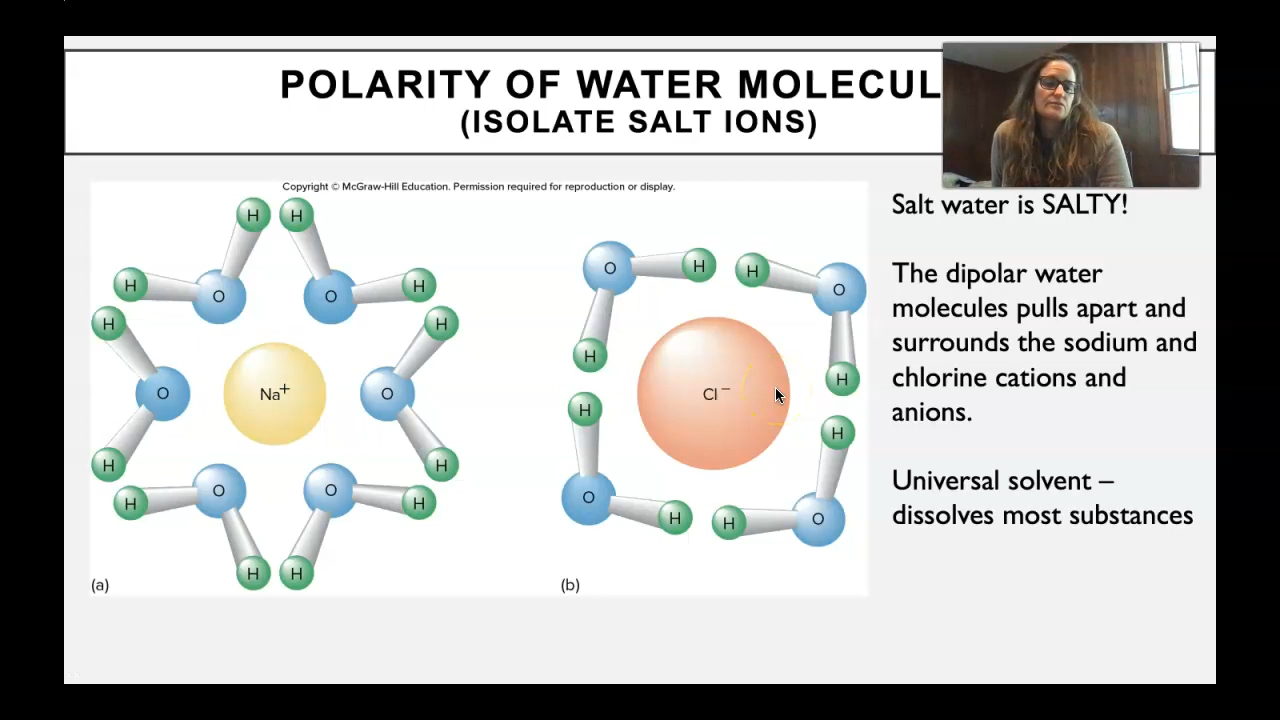 POLARITY OF WATER MOLECUL
(ISOLATE SALT IONS)
Copyright © McGraw-Hill Education. Permission required for reproduction or display.
H H
H O O H
H H
O Na+ O
H H
H O O H
H H
(a)
O H H O
H H
Cl−
H H
O H H O
(b)
Salt water is SALTY!
The dipolar water
molecules pulls apart and
surrounds the sodium and
chlorine cations and
anions.
Universal solvent –
dissolves most substances